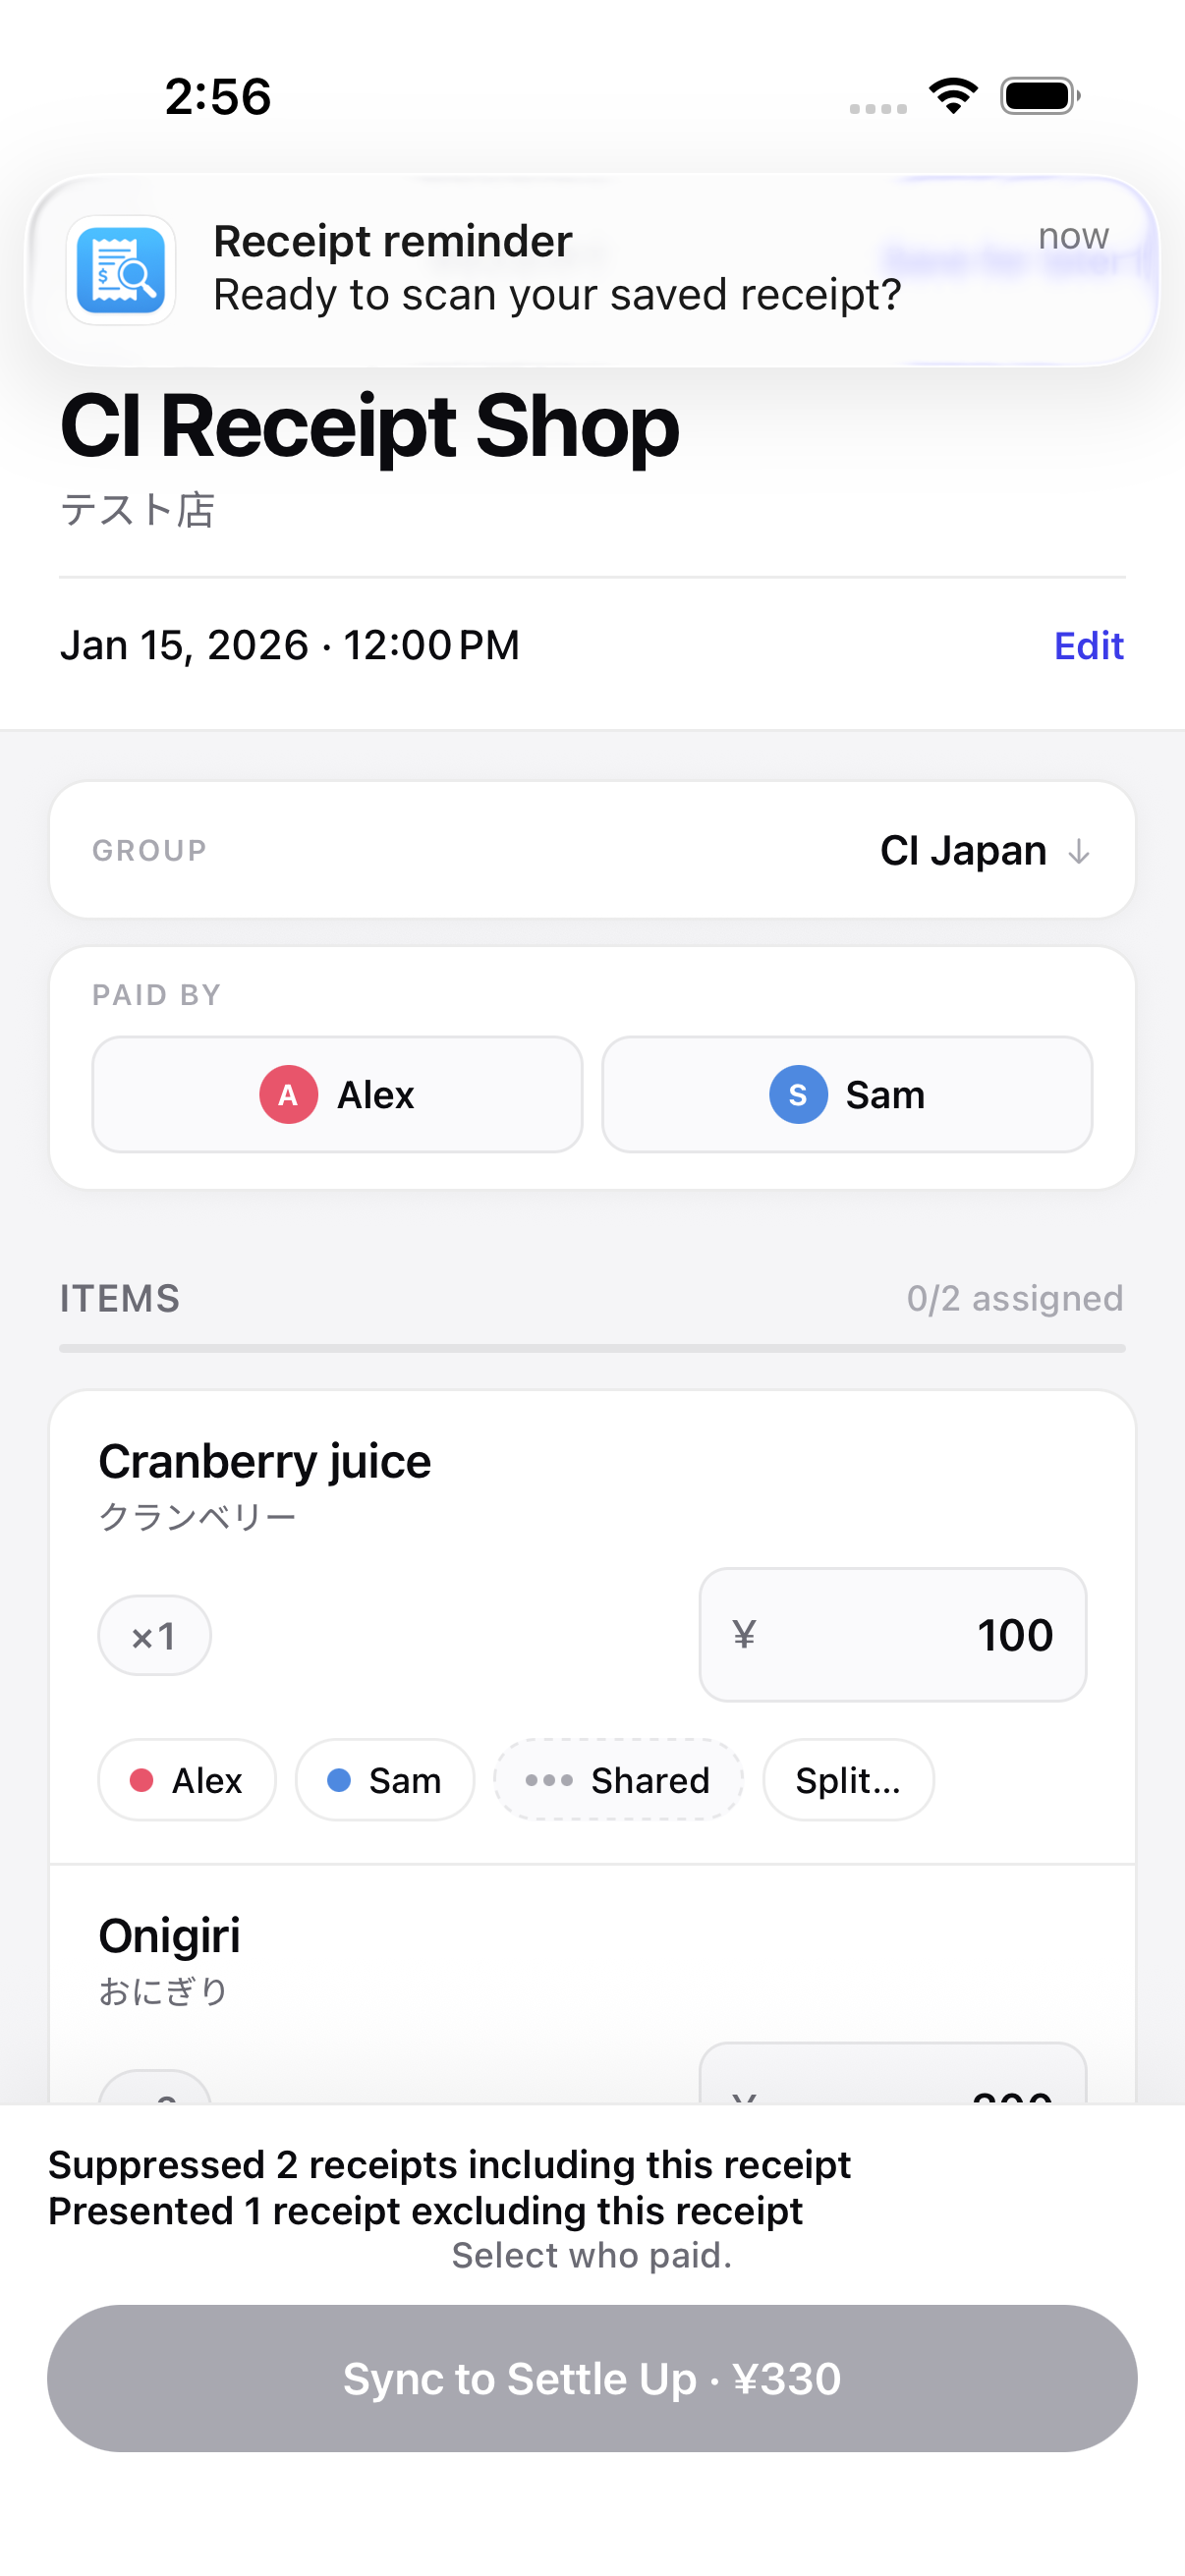 2:56
Receipt reminder
now
Ready to scan your saved receipt?
CI Receipt Shop
テスト店
Jan 15, 2026 · 12:00 PM
Edit
GROUP
CI Japan ↓
PAID BY
A Alex
S Sam
ITEMS
0/2 assigned
Cranberry juice
クランベリー
×1
¥ 100
Alex
Sam
Shared
Split...
Onigiri
おにぎり
Suppressed 2 receipts including this receipt
Presented 1 receipt excluding this receipt
Select who paid.
Sync to Settle Up · ¥330